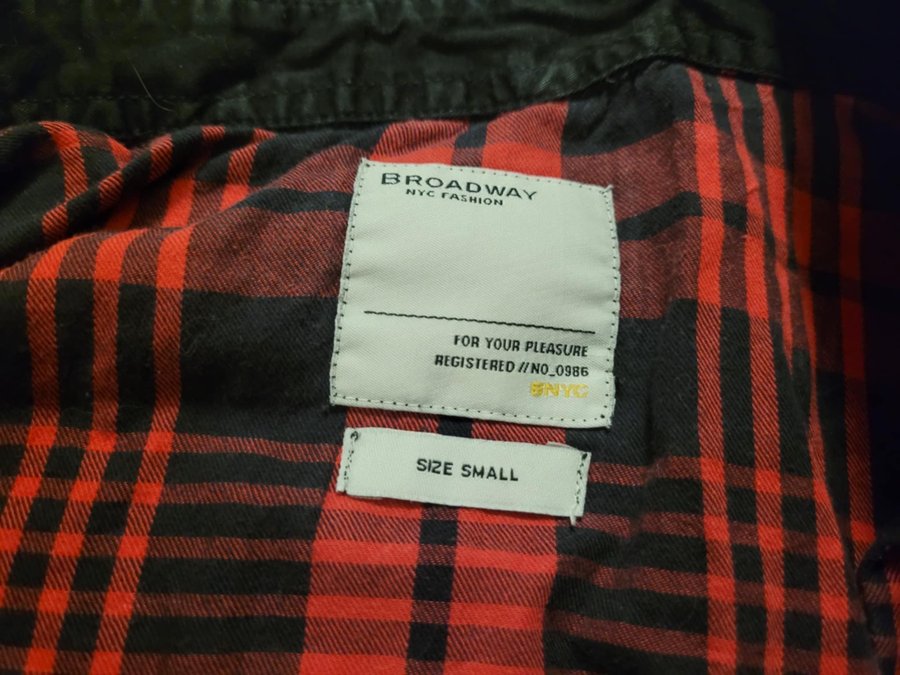 BROADWAY
NYC FASHION
FOR YOUR PLEASURE
REGISTERED //NO_0986
BNYC
SIZE SMALL